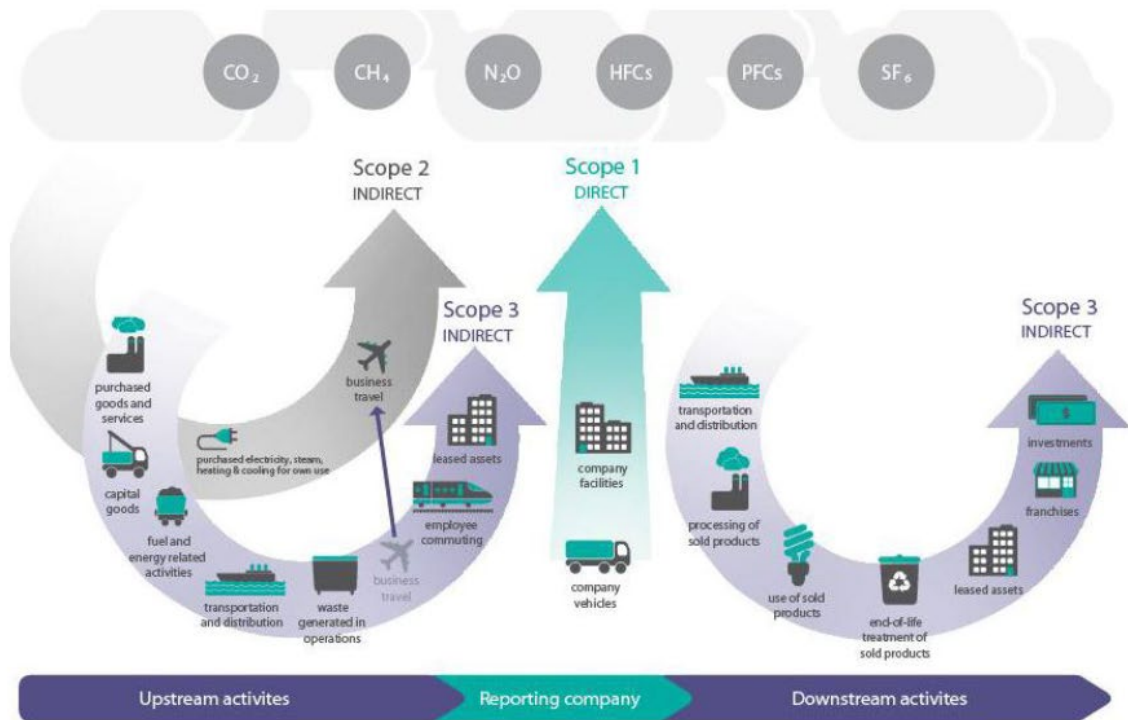 CO₂
CH₄
N₂O
HFCs
PFCs
SF₆
Scope 2
INDIRECT
Scope 1
DIRECT
Scope 3
INDIRECT
Scope 3
INDIRECT
purchased
goods and
services
capital
goods
fuel and
energy related
activities
transportation
and distribution
waste
generated in
operations
business
travel
employee
commuting
leased assets
purchased electricity, steam,
heating & cooling for own use
business
travel
company
facilities
company
vehicles
transportation
and distribution
processing of
sold products
use of sold
products
end-of-life
treatment of
sold products
leased assets
franchises
$
investments
Upstream activites
Reporting company
Downstream activites